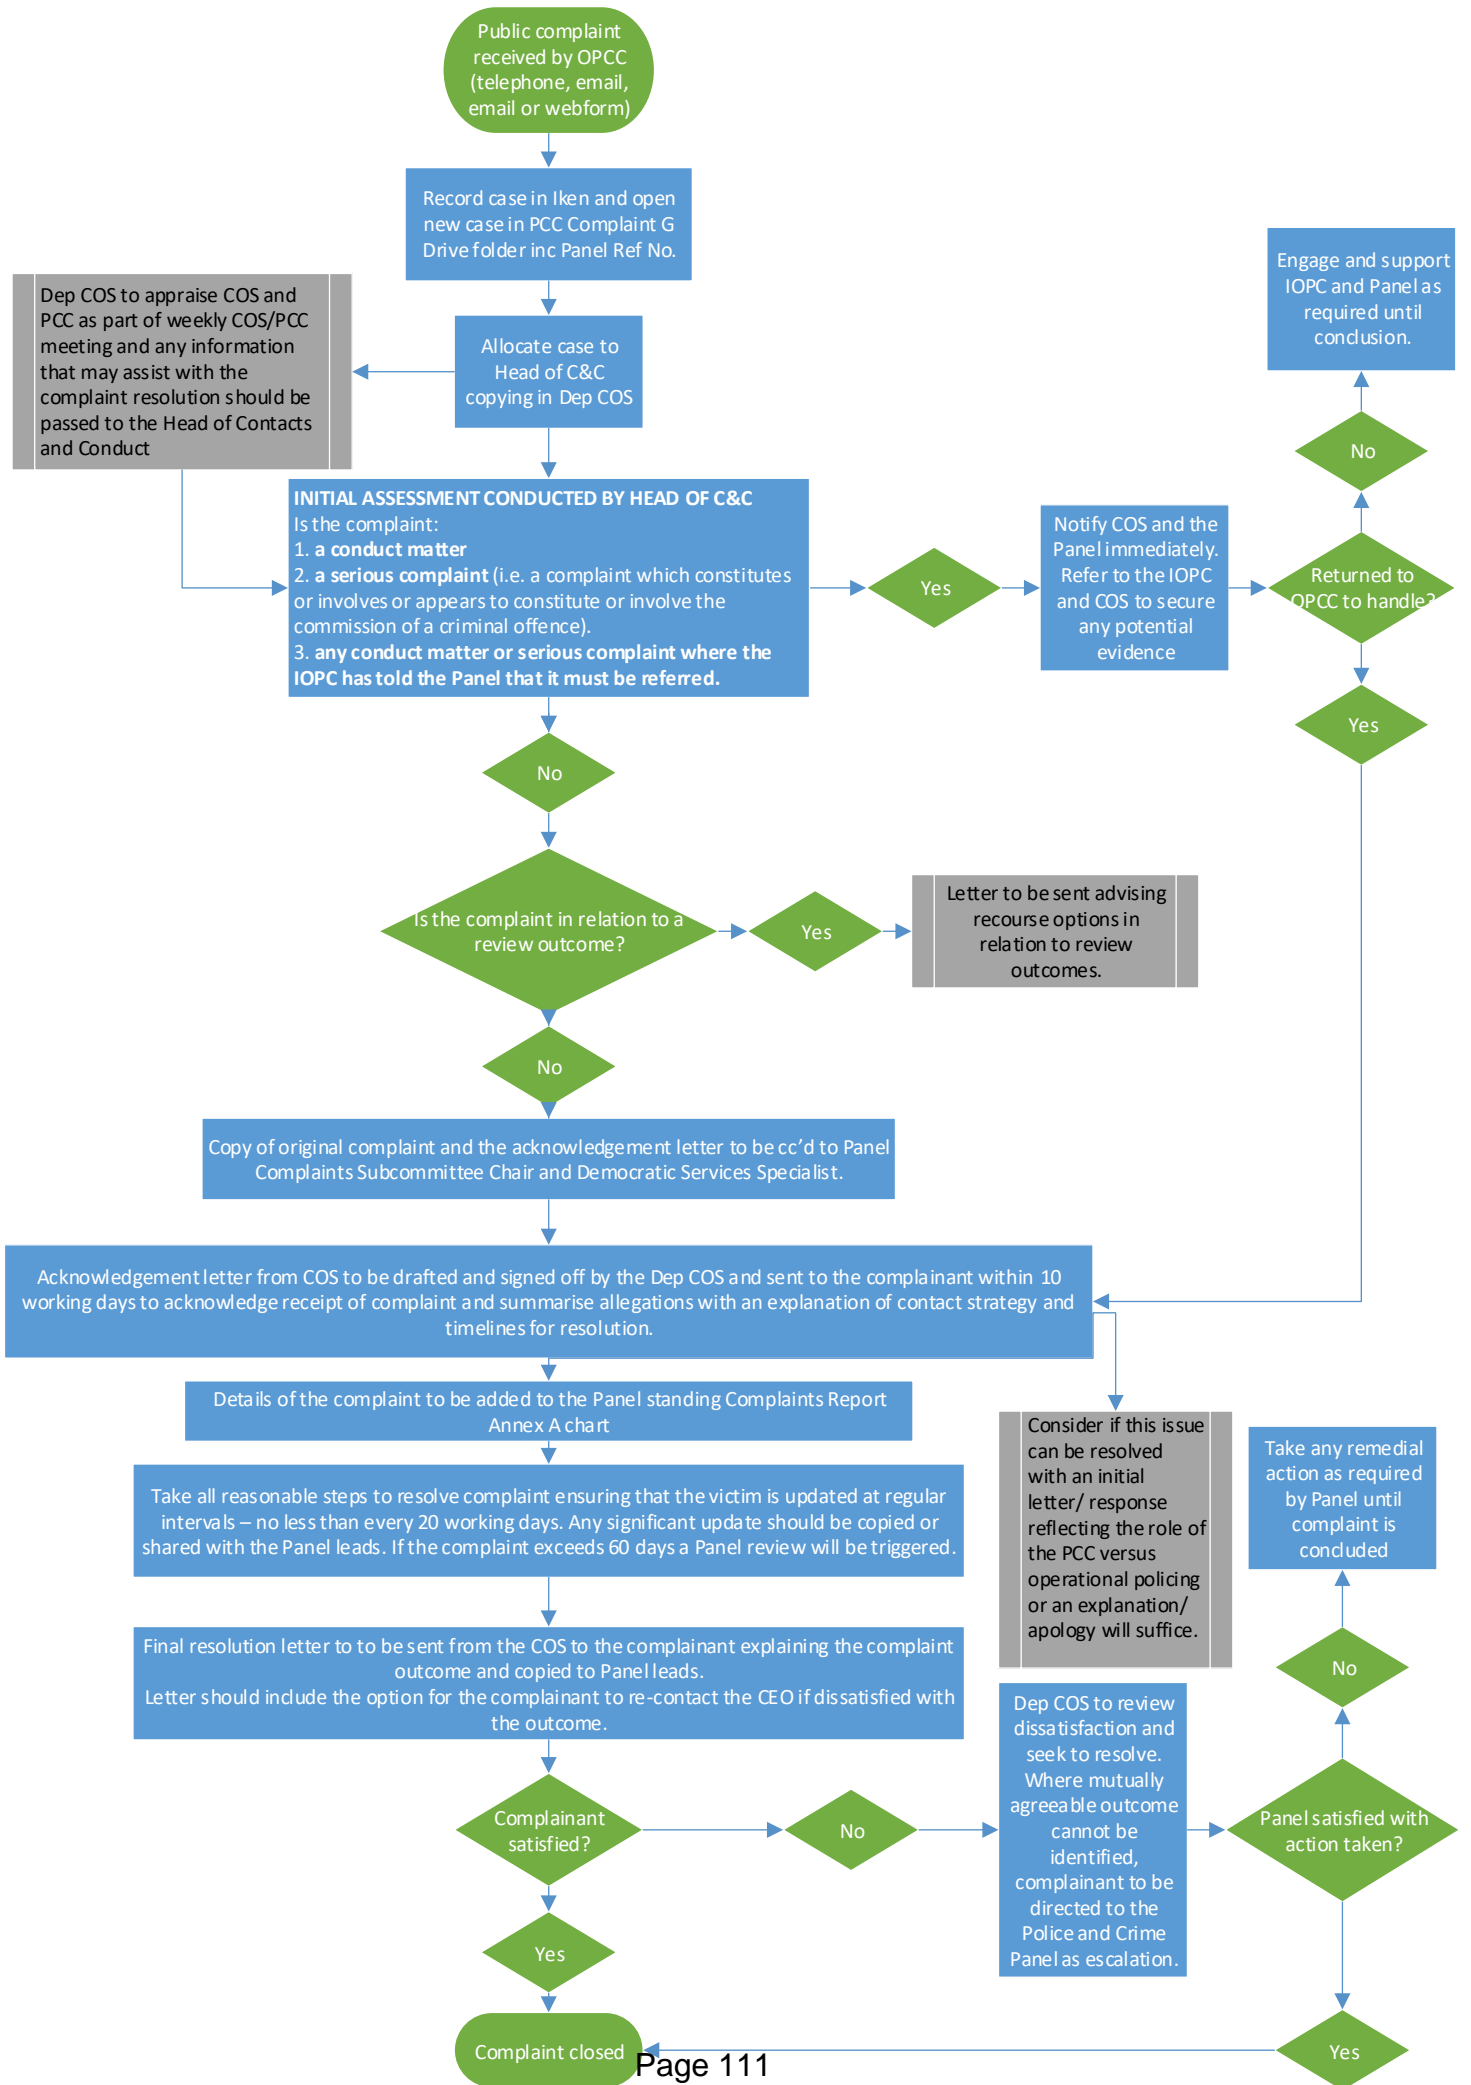 Public complaint
received by OPCC
(telephone, email,
email or webform)
Record case in Iken and open
new case in PCC Complaint G
Drive folder inc Panel Ref No.
Engage and support
IOPC and Panel as
required until
conclusion.
Dep COS to appraise COS and
PCC as part of weekly COS/PCC
meeting and any information
that may assist with the
complaint resolution should be
passed to the Head of Contacts
and Conduct
Allocate case to
Head of C&C
copying in Dep COS
No
INITIAL ASSESSMENT CONDUCTED BY HEAD OF C&C
Is the complaint:
1. a conduct matter
2. a serious complaint (i.e. a complaint which constitutes
or involves or appears to constitute or involve the
commission of a criminal offence).
3. any conduct matter or serious complaint where the
IOPC has told the Panel that it must be referred.
Yes
Notify COS and the
Panel immediately.
Refer to the IOPC
and COS to secure
any potential
evidence
Returned to
OPCC to handle?
Yes
No
Is the complaint in relation to a
review outcome?
Yes
Letter to be sent advising
recourse options in
relation to review
outcomes.
No
Copy of original complaint and the acknowledgement letter to be cc’d to Panel
Complaints Subcommittee Chair and Democratic Services Specialist.
Acknowledgement letter from COS to be drafted and signed off by the Dep COS and sent to the complainant within 10
working days to acknowledge receipt of complaint and summarise allegations with an explanation of contact strategy and
timelines for resolution.
Details of the complaint to be added to the Panel standing Complaints Report
Annex A chart
Consider if this issue
can be resolved
with an initial
letter/ response
reflecting the role of
the PCC versus
operational policing
or an explanation/
apology will suffice.
Take any remedial
action as required
by Panel until
complaint is
concluded
Take all reasonable steps to resolve complaint ensuring that the victim is updated at regular
intervals – no less than every 20 working days. Any significant update should be copied or
shared with the Panel leads. If the complaint exceeds 60 days a Panel review will be triggered.
Final resolution letter to to be sent from the COS to the complainant explaining the complaint
outcome and copied to Panel leads.
Letter should include the option for the complainant to re-contact the CEO if dissatisfied with
the outcome.
No
Complainant
satisfied?
No
Dep COS to review
dissatisfaction and
seek to resolve.
Where mutually
agreeable outcome
cannot be
identified,
complainant to be
directed to the
Police and Crime
Panel as escalation.
Panel satisfied with
action taken?
Yes
Complaint closed
Yes
Page 111